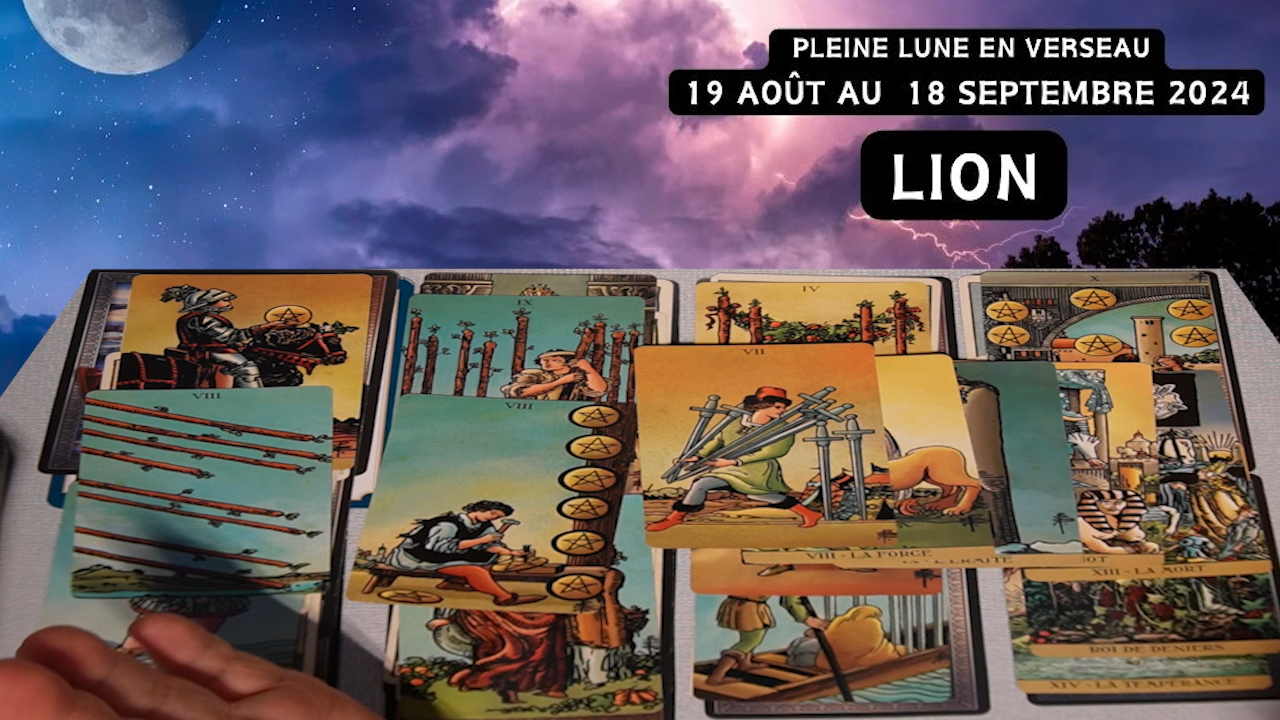 PLEINE LUNE EN VERSEAU
19 AOÛT AU 18 SEPTEMBRE 2024
LION
IX
IV
X
VII
VIII
VIII
VIII - LA FORCE
XIII - LA MORT
ROI DE DENIERS
XIV - LA TEMPÉRANCE